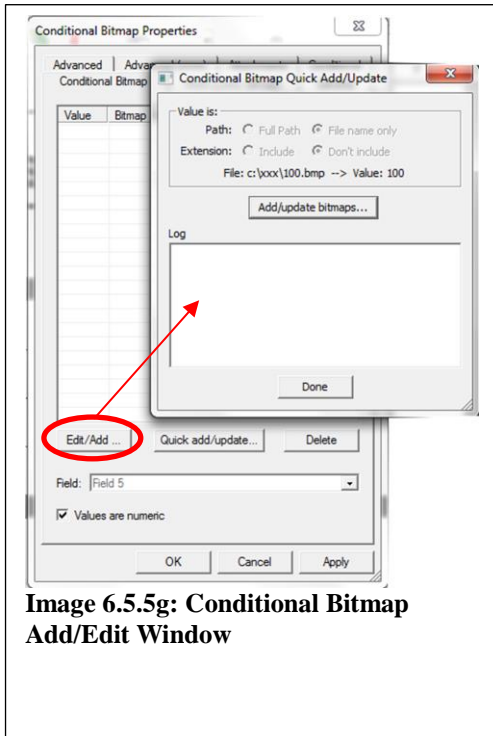 Conditional Bitmap Properties
Advanced
Conditional Bitmap
Value Bitmap
Conditional Bitmap Quick Add/Update
Value is:
Path: Full Path File name only
Extension: Include Don't include
File: c:\xxx\100.bmp --> Value: 100
Add/update bitmaps...
Log
Done
Edit/Add ... Quick add/update... Delete
Field: Field 5
Values are numeric
OK Cancel Apply
Image 6.5.5g: Conditional Bitmap
Add/Edit Window